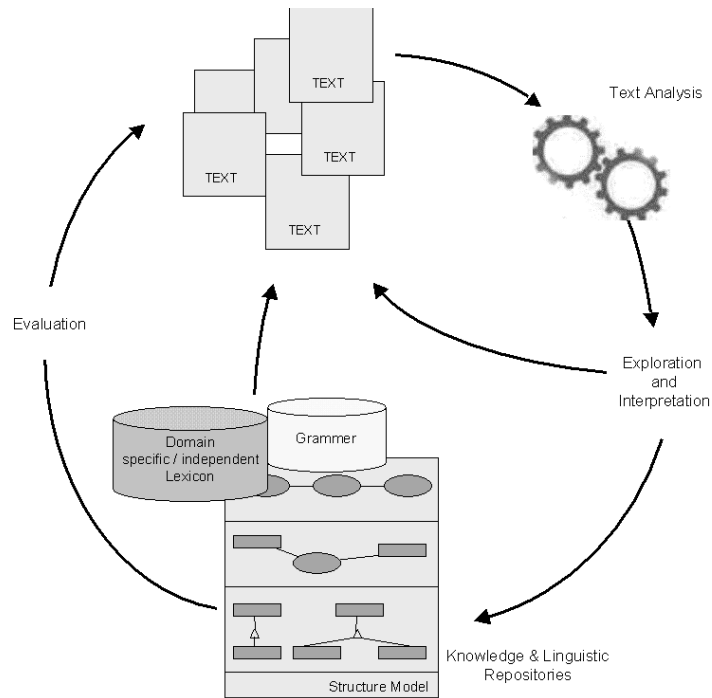 TEXT
TEXT
TEXT
TEXT
Text Analysis
Evaluation
Exploration
and
Interpretation
Domain
specific / independent
Lexicon
Grammer
Knowledge & Linguistic
Repositories
Structure Model